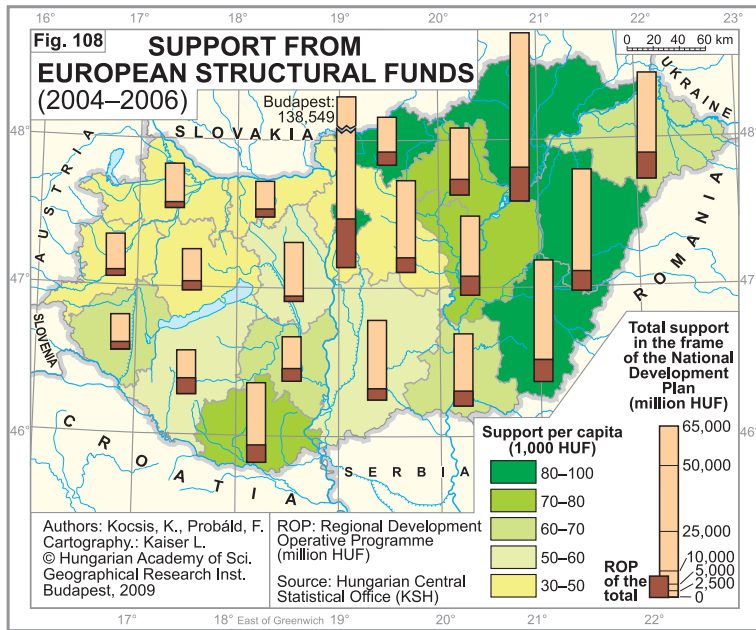 16° 17° 18° 19° 20° 21° 22° 23°
Fig. 108
SUPPORT FROM
EUROPEAN STRUCTURAL FUNDS
(2004–2006)
0 20 40 60 km
Budapest:
138,549
UKRAINE
SLOVAKIA
48°
48°
AUSTRIA
ROMANIA
47°
47°
SLOVENIA
46°
CROATIA
SERBIA
Total support
in the frame
of the National
Development
Plan
(million HUF)
65,000
50,000
25,000
10,000
5,000
2,500
0
ROP
of the
total
Support per capita
(1,000 HUF)
80–100
70–80
60–70
50–60
30–50
Authors: Kocsis, K., Probáld, F.
Cartography.: Kaiser L.
© Hungarian Academy of Sci.
Geographical Research Inst.
Budapest, 2009
ROP: Regional Development
Operative Programme
(million HUF)
Source: Hungarian Central
Statistical Office (KSH)
17° 18° East of Greenwich 19° 20° 21° 22°